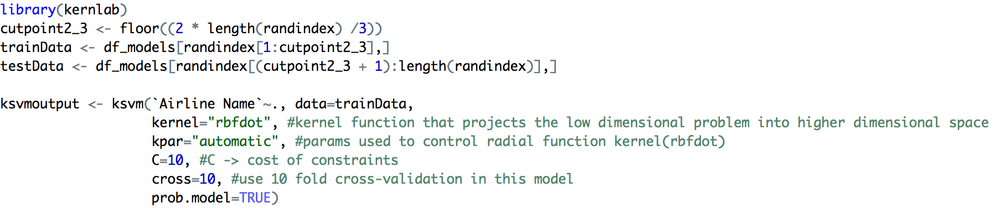 library(kernlab)
cutpoint2_3 <- floor((2 * length(randindex) /3))
trainData <- df_models[randindex[1:cutpoint2_3],]
testData <- df_models[randindex[(cutpoint2_3 + 1):length(randindex)],]
ksvmoutput <- ksvm(`Airline Name`~., data=trainData,
kernel="rbfdot", #kernel function that projects the low dimensional problem into higher dimensional space
kpar="automatic", #params used to control radial function kernel(rbfdot)
C=10, #C -> cost of constraints
cross=10, #use 10 fold cross-validation in this model
prob.model=TRUE)